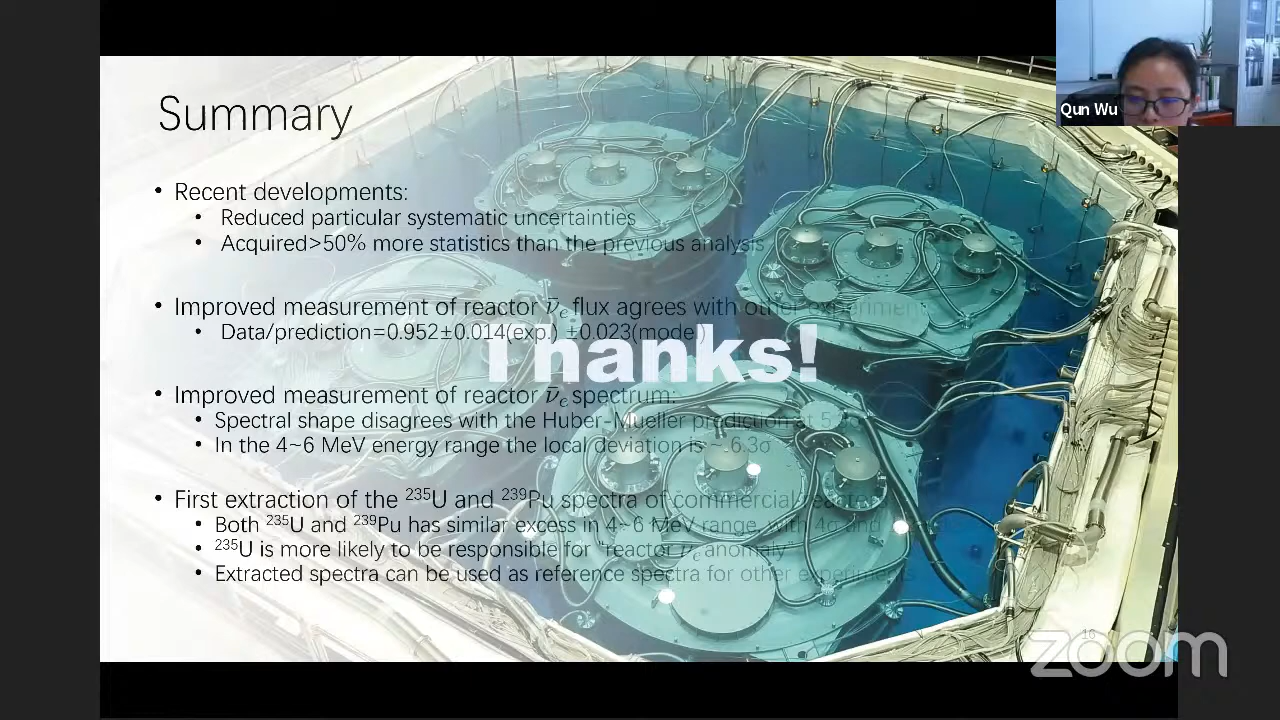 Qun Wu
Summary
• Recent developments:
• Reduced particular systematic uncertainties
• Acquired>50% more statistics than the previous analysis
• Improved measurement of reactor ν̄ₑ flux agrees with other experiment
• Data/prediction=0.952±0.014(exp.) ±0.023(model)
Thanks!
• Improved measurement of reactor ν̄ₑ spectrum:
• Spectral shape disagrees with the Huber-Mueller prediction at 5
• In the 4~6 MeV energy range the local deviation is ~ 6.3σ
• First extraction of the ²³⁵U and ²³⁹Pu spectra of commercial reactor
• Both ²³⁵U and ²³⁹Pu has similar excess in 4~6 MeV range, with 4σ and
• ²³⁵U is more likely to be responsible for "reactor ν̄ₑ anomaly"
• Extracted spectra can be used as reference spectra for other experiments
16
zoom